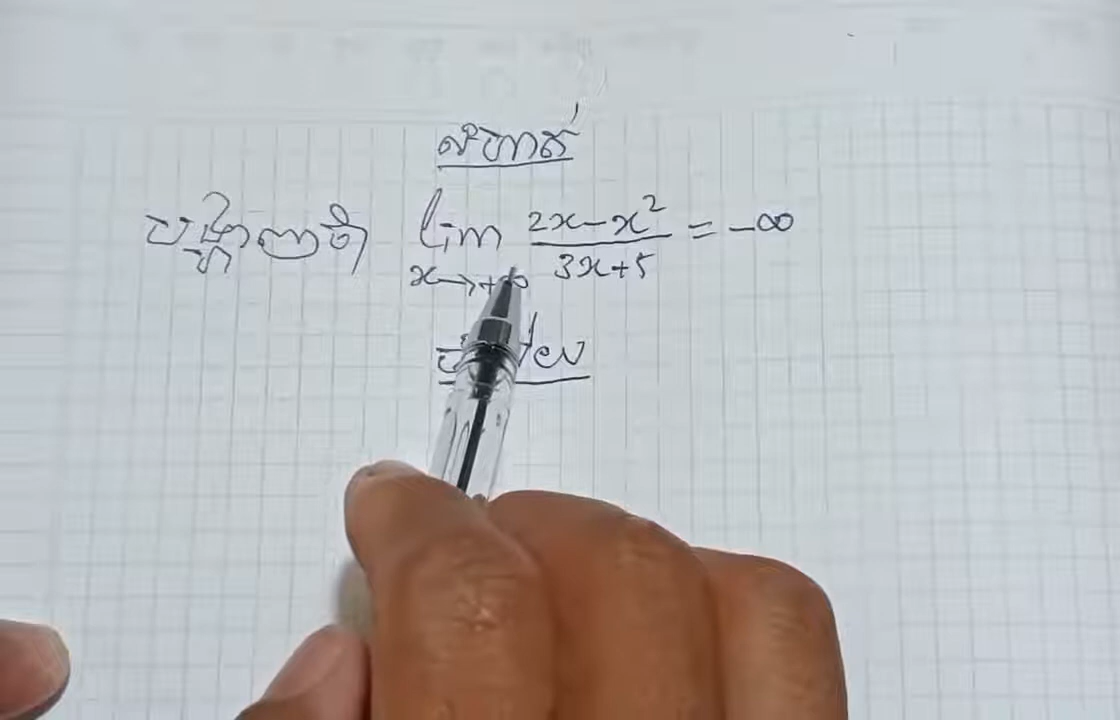 លំហាត់
បង្ហាញថា lim 2x-x²/3x+5 = -∞
x→+∞